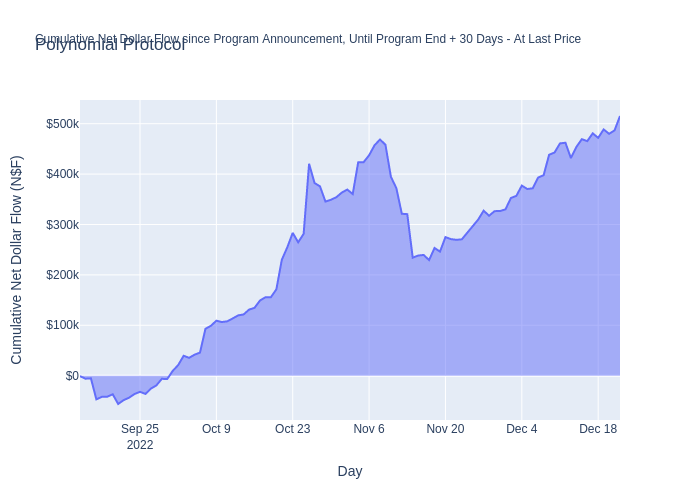 Cumulative Net Dollar Flow since Program Announcement, Until Program End + 30 Days - At Last Price
Polynomial Protocol
Cumulative Net Dollar Flow (N$F)
$500k
$400k
$300k
$200k
$100k
$0
Sep 25
2022
Oct 9
Oct 23
Nov 6
Nov 20
Dec 4
Dec 18
Day